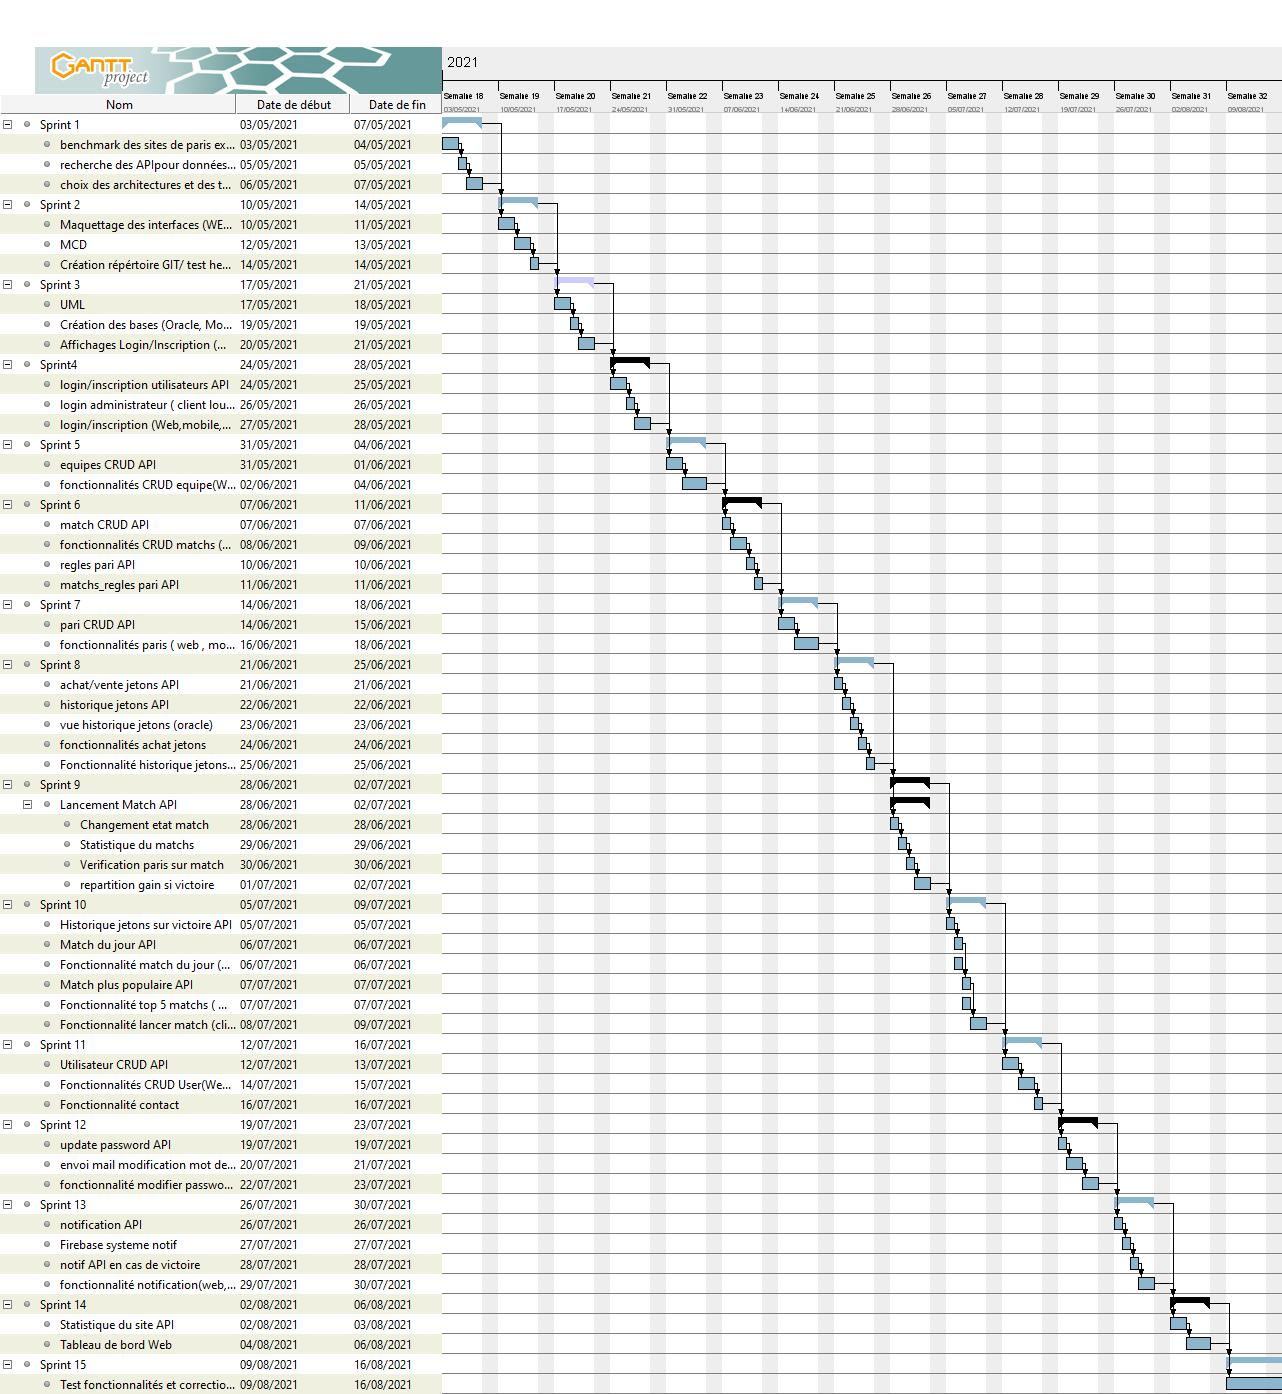 GANTT
project
2021
Nom Date de début Date de fin
Semaine 18 Semaine 19 Semaine 20 Semaine 21 Semaine 22 Semaine 23 Semaine 24 Semaine 25 Semaine 26 Semaine 27 Semaine 28 Semaine 29 Semaine 30 Semaine 31 Semaine 32
03/05/2021 10/05/2021 17/05/2021 24/05/2021 31/05/2021 07/06/2021 14/06/2021 21/06/2021 28/06/2021 05/07/2021 12/07/2021 19/07/2021 26/07/2021 02/08/2021 09/08/2021
Sprint 1 03/05/2021 07/05/2021
benchmark des sites de paris ex... 03/05/2021 04/05/2021
recherche des APIpour données... 05/05/2021 05/05/2021
choix des architectures et des t... 06/05/2021 07/05/2021
Sprint 2 10/05/2021 14/05/2021
Maquettage des interfaces (WE... 10/05/2021 11/05/2021
MCD 12/05/2021 13/05/2021
Création répértoire GIT/ test he... 14/05/2021 14/05/2021
Sprint 3 17/05/2021 21/05/2021
UML 17/05/2021 18/05/2021
Création des bases (Oracle, Mo... 19/05/2021 19/05/2021
Affichages Login/Inscription (... 20/05/2021 21/05/2021
Sprint4 24/05/2021 28/05/2021
login/inscription utilisateurs API 24/05/2021 25/05/2021
login administrateur ( client lou... 26/05/2021 26/05/2021
login/inscription (Web,mobile,... 27/05/2021 28/05/2021
Sprint 5 31/05/2021 04/06/2021
equipes CRUD API 31/05/2021 01/06/2021
fonctionnalités CRUD equipe(W... 02/06/2021 04/06/2021
Sprint 6 07/06/2021 11/06/2021
match CRUD API 07/06/2021 07/06/2021
fonctionnalités CRUD matchs (... 08/06/2021 09/06/2021
regles pari API 10/06/2021 10/06/2021
matchs_regles pari API 11/06/2021 11/06/2021
Sprint 7 14/06/2021 18/06/2021
pari CRUD API 14/06/2021 15/06/2021
fonctionnalités paris ( web , mo... 16/06/2021 18/06/2021
Sprint 8 21/06/2021 25/06/2021
achat/vente jetons API 21/06/2021 21/06/2021
historique jetons API 22/06/2021 22/06/2021
vue historique jetons (oracle) 23/06/2021 23/06/2021
fonctionnalités achat jetons 24/06/2021 24/06/2021
Fonctionnalité historique jetons... 25/06/2021 25/06/2021
Sprint 9 28/06/2021 02/07/2021
Lancement Match API 28/06/2021 02/07/2021
Changement etat match 28/06/2021 28/06/2021
Statistique du matchs 29/06/2021 29/06/2021
Verification paris sur match 30/06/2021 30/06/2021
repartition gain si victoire 01/07/2021 02/07/2021
Sprint 10 05/07/2021 09/07/2021
Historique jetons sur victoire API 05/07/2021 05/07/2021
Match du jour API 06/07/2021 06/07/2021
Fonctionnalité match du jour (... 06/07/2021 06/07/2021
Match plus populaire API 07/07/2021 07/07/2021
Fonctionnalité top 5 matchs ( ... 07/07/2021 07/07/2021
Fonctionnalité lancer match (cli... 08/07/2021 09/07/2021
Sprint 11 12/07/2021 16/07/2021
Utilisateur CRUD API 12/07/2021 13/07/2021
Fonctionnalités CRUD User(We... 14/07/2021 15/07/2021
Fonctionnalité contact 16/07/2021 16/07/2021
Sprint 12 19/07/2021 23/07/2021
update password API 19/07/2021 19/07/2021
envoi mail modification mot de... 20/07/2021 21/07/2021
fonctionnalité modifier passwo... 22/07/2021 23/07/2021
Sprint 13 26/07/2021 30/07/2021
notification API 26/07/2021 26/07/2021
Firebase systeme notif 27/07/2021 27/07/2021
notif API en cas de victoire 28/07/2021 28/07/2021
fonctionnalité notification(web,... 29/07/2021 30/07/2021
Sprint 14 02/08/2021 06/08/2021
Statistique du site API 02/08/2021 03/08/2021
Tableau de bord Web 04/08/2021 06/08/2021
Sprint 15 09/08/2021 16/08/2021
Test fonctionnalités et correctio... 09/08/2021 16/08/2021